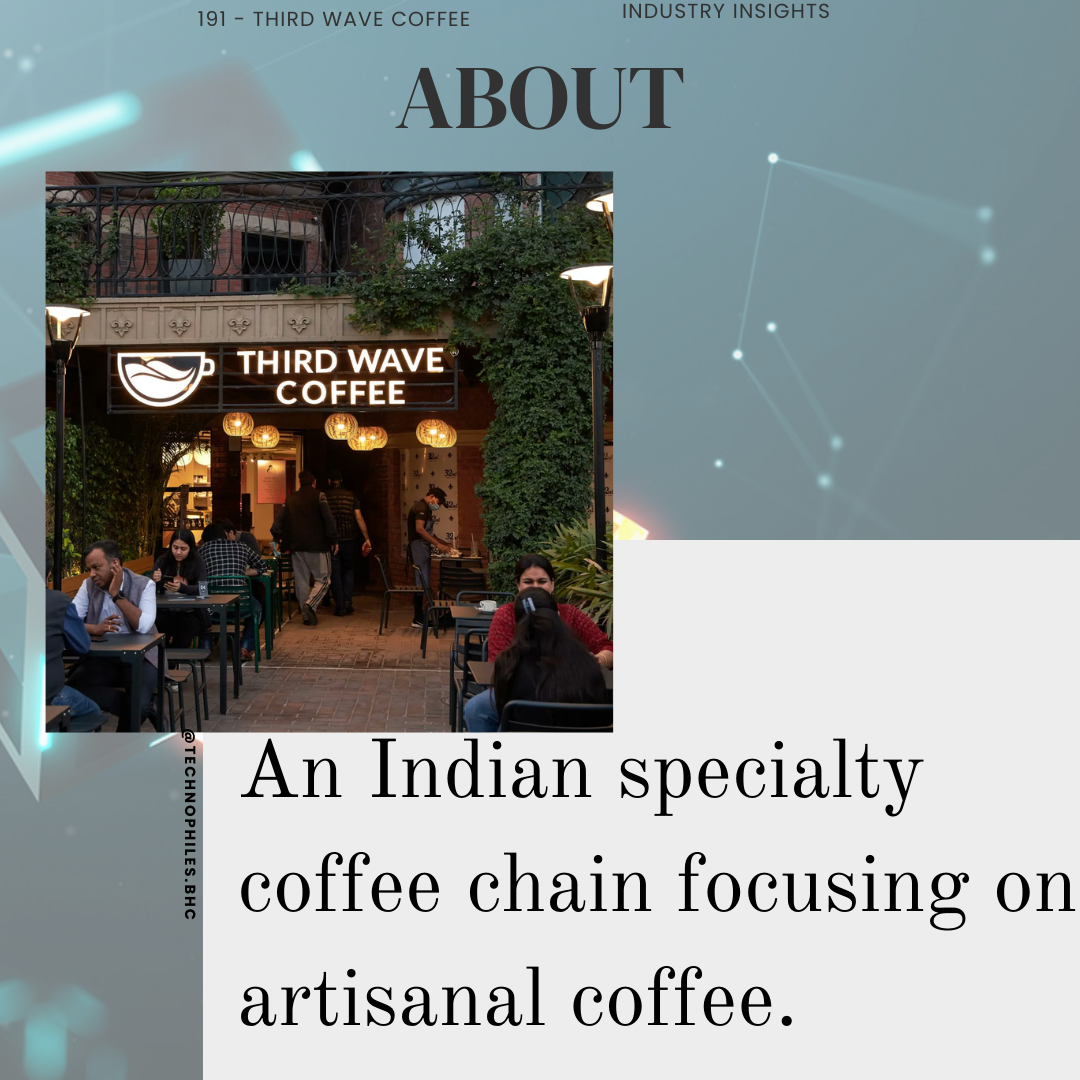 191 - THIRD WAVE COFFEE
INDUSTRY INSIGHTS
ABOUT
THIRD WAVE
COFFEE
@TECHNOPHILES.BHC
An Indian specialty
coffee chain focusing on
artisanal coffee.